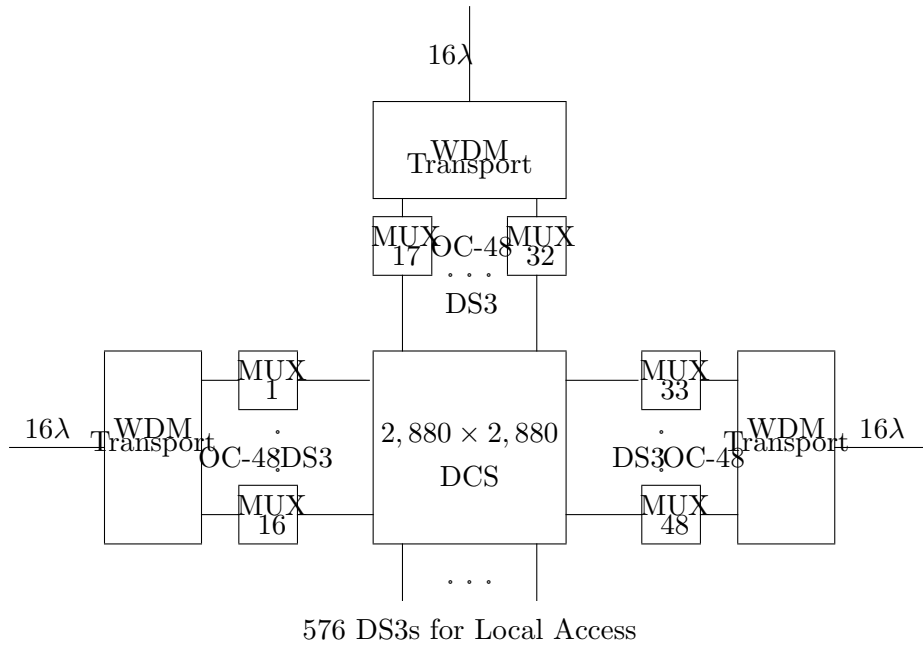 16λ
WDM
Transport
MUX
17
OC-48
MUX
32
DS3
16λ
WDM
Transport
MUX
1
OC-48
DS3
MUX
16
2,880 × 2,880
DCS
MUX
33
DS3
OC-48
MUX
48
WDM
Transport
16λ
576 DS3s for Local Access